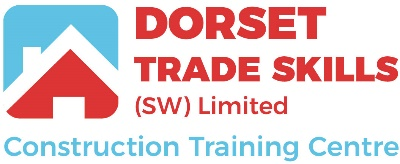 DORSET
TRADE SKILLS
(SW) Limited
Construction Training Centre